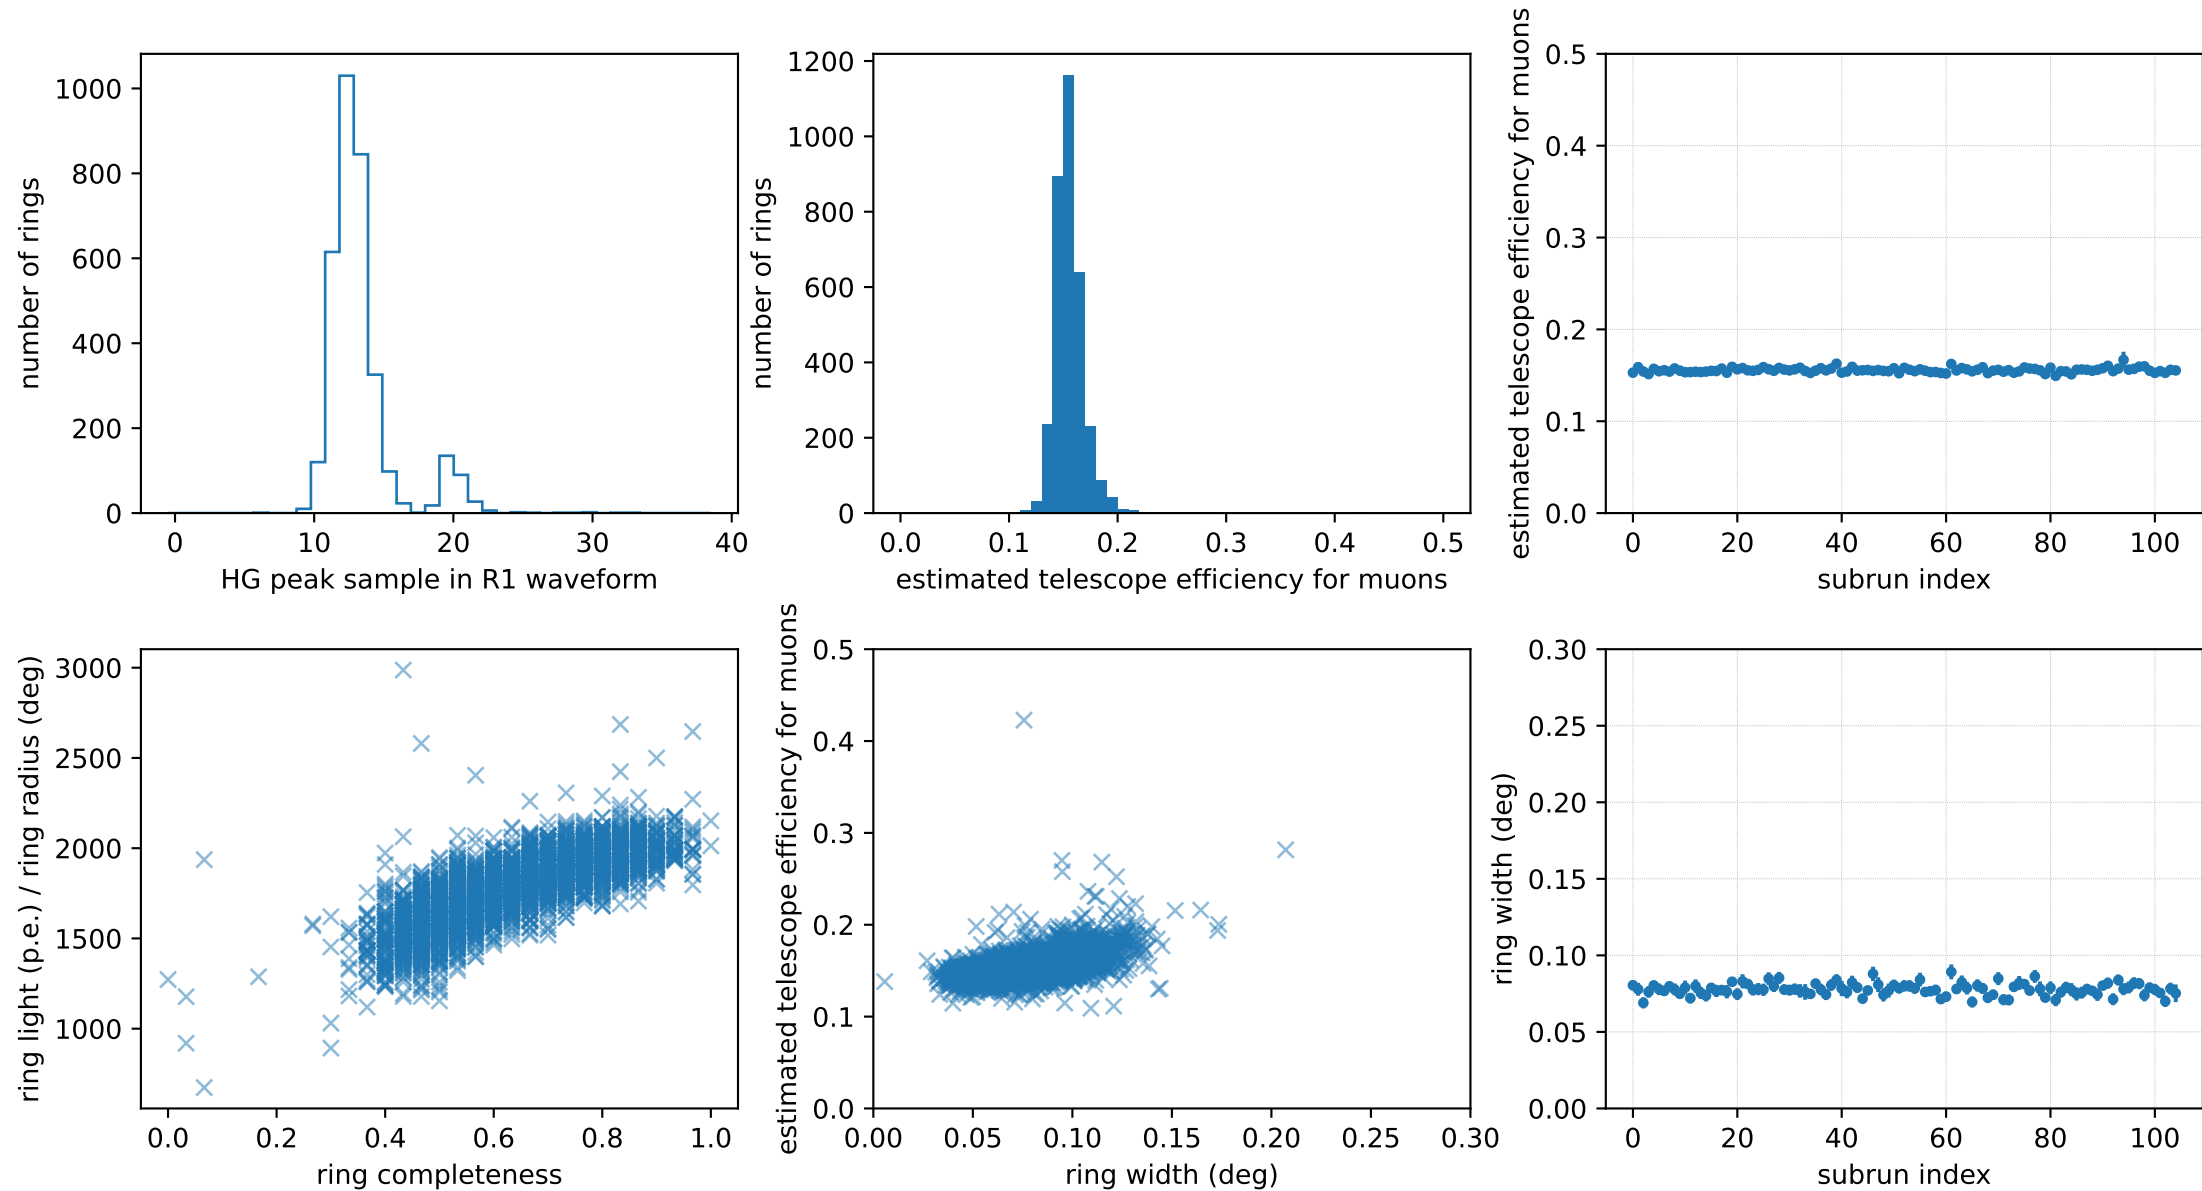 number of rings
1000
800
600
400
200
0
0 10 20 30 40
HG peak sample in R1 waveform
number of rings
1200
1000
800
600
400
200
0
0.0 0.1 0.2 0.3 0.4 0.5
estimated telescope efficiency for muons
estimated telescope efficiency for muons
0.5
0.4
0.3
0.2
0.1
0.0
0 20 40 60 80 100
subrun index
ring light (p.e.) / ring radius (deg)
3000
2500
2000
1500
1000
0.0 0.2 0.4 0.6 0.8 1.0
ring completeness
estimated telescope efficiency for muons
0.5
0.4
0.3
0.2
0.1
0.0
0.00 0.05 0.10 0.15 0.20 0.25 0.30
ring width (deg)
ring width (deg)
0.30
0.25
0.20
0.15
0.10
0.05
0.00
0 20 40 60 80 100
subrun index